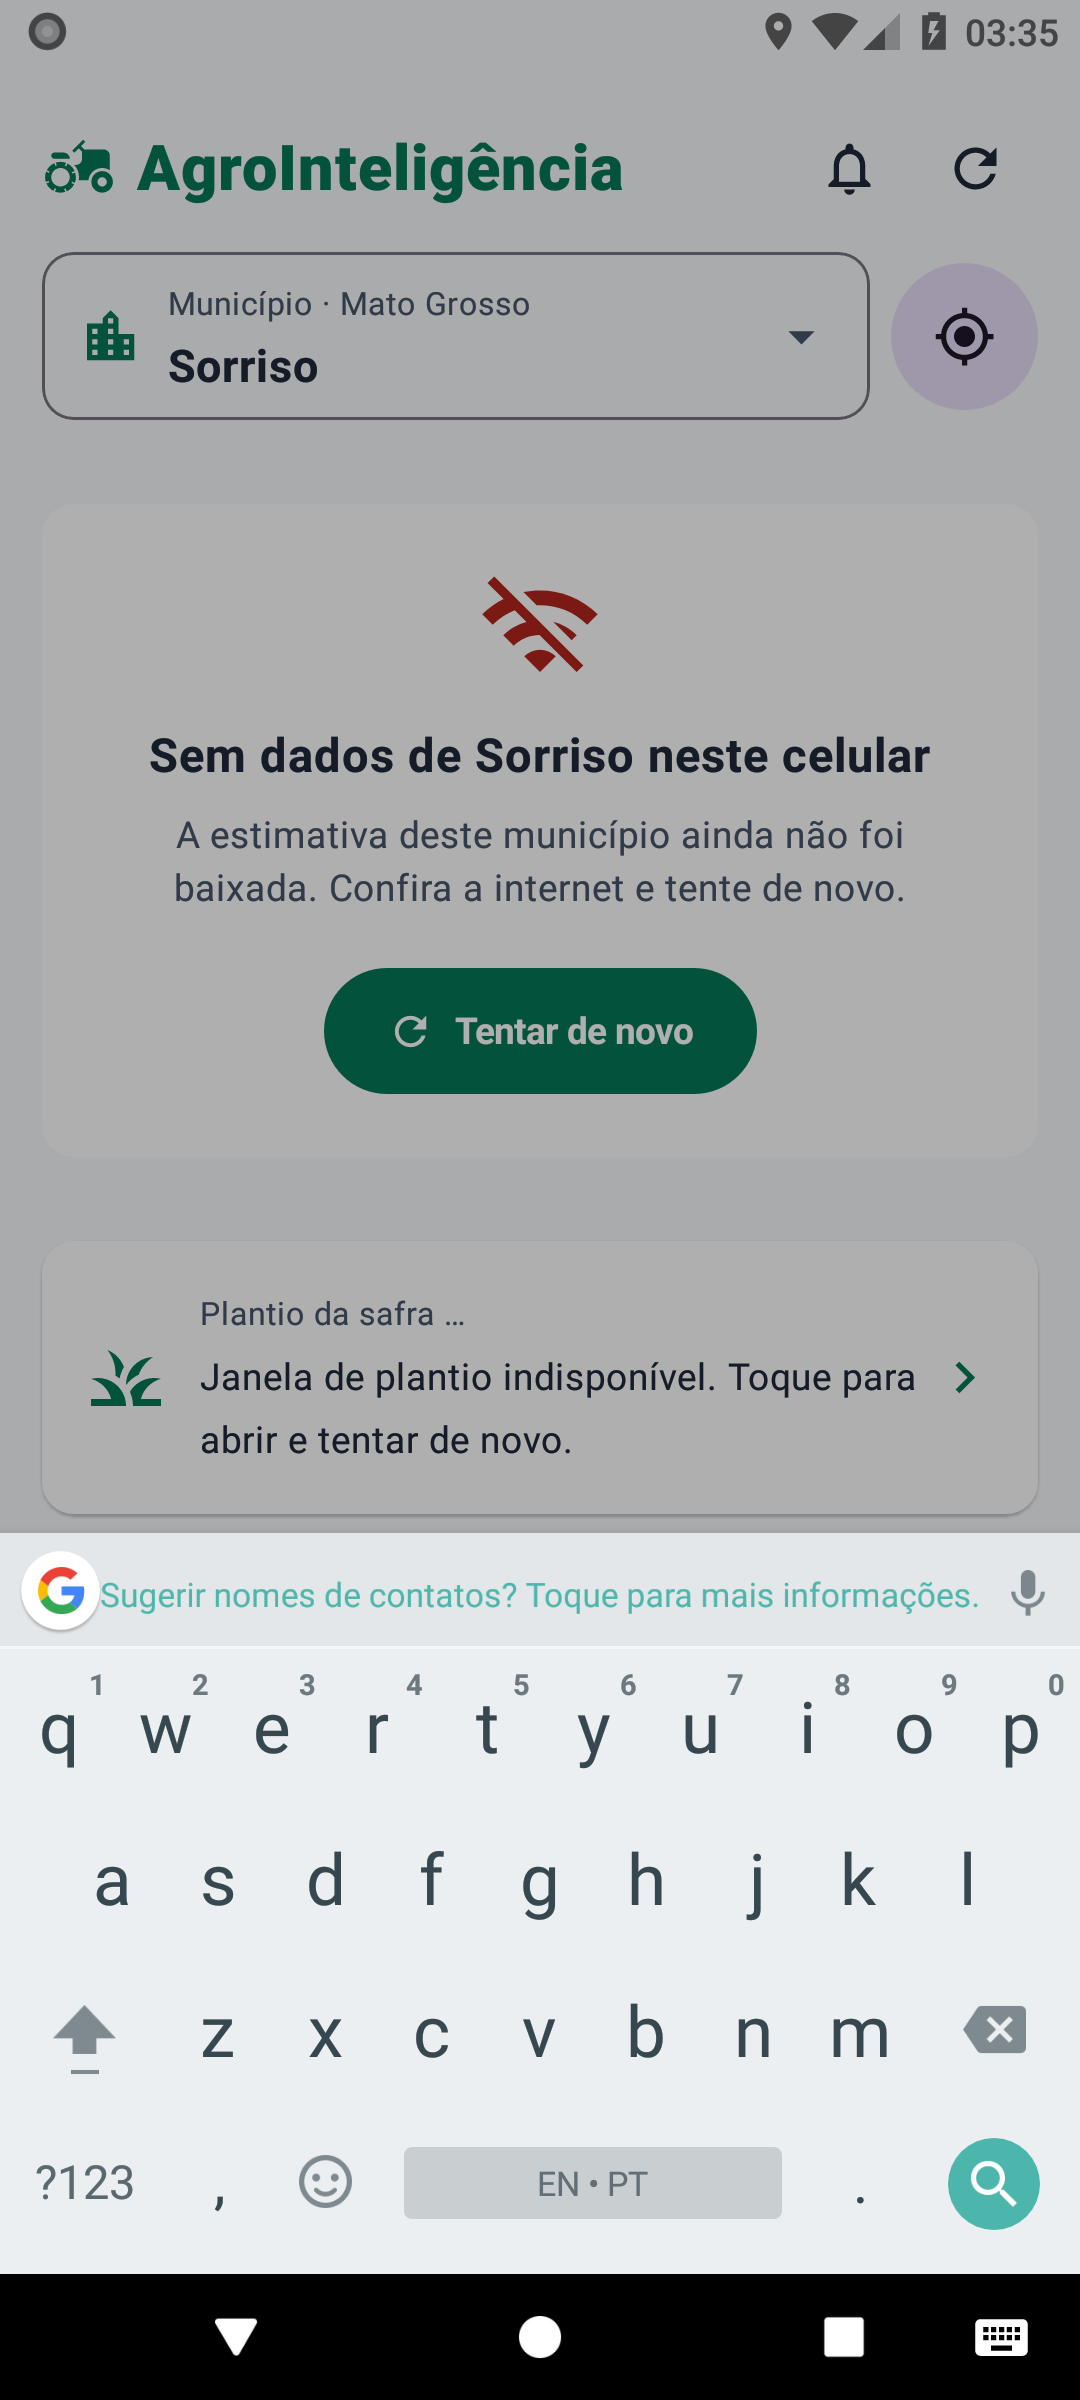 03:35
AgroInteligência
Município · Mato Grosso
Sorriso
Sem dados de Sorriso neste celular
A estimativa deste município ainda não foi
baixada. Confira a internet e tente de novo.
Tentar de novo
Plantio da safra ...
Janela de plantio indisponível. Toque para
abrir e tentar de novo.
Sugerir nomes de contatos? Toque para mais informações.
1 2 3 4 5 6 7 8 9 0
q w e r t y u i o p
a s d f g h j k l
z x c v b n m
?123 , EN • PT .